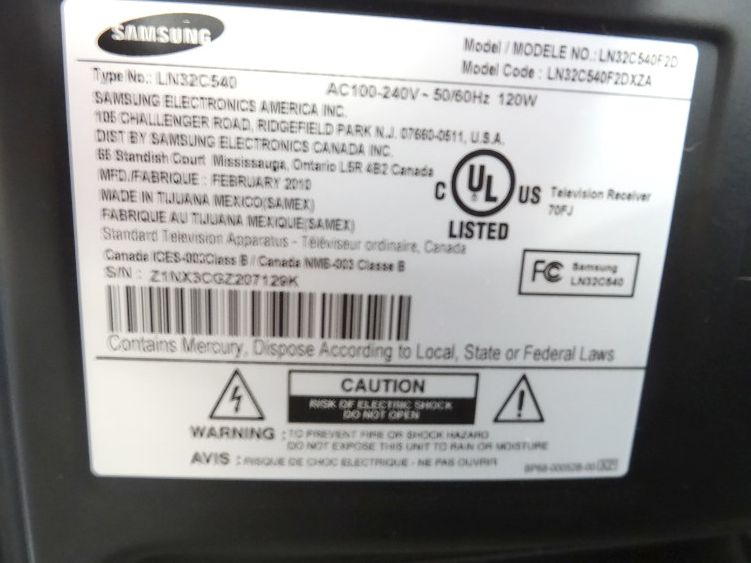 SAMSUNG
Model / MODELE NO.: LN32C540F2D
Model Code : LN32C540F2DXZA
Type No.: LN32C540
AC100-240V~ 50/60Hz 120W
SAMSUNG ELECTRONICS AMERICA INC.
105 CHALLENGER ROAD, RIDGEFIELD PARK N.J. 07660-0511, U.S.A.
DIST BY SAMSUNG ELECTRONICS CANADA INC.
55 Standish Court Mississauga, Ontario L5R 4B2 Canada
MFD./FABRIQUE : FEBRUARY 2010
MADE IN TIJUANA MEXICO(SAMEX)
FABRIQUE AU TIJUANA MEXIQUE(SAMEX)
Standard Television Apparatus - Téléviseur ordinaire, Canada
Canada ICES-003Class B / Canada NMB-003 Classe B
S/N : Z1NX3CGZ207129K
C UL US
LISTED
Television Receiver
70FJ
FC Samsung
LN32C540
Contains Mercury, Dispose According to Local, State or Federal Laws
CAUTION
RISK OF ELECTRIC SHOCK
DO NOT OPEN
WARNING : TO PREVENT FIRE OR SHOCK HAZARD
DO NOT EXPOSE THIS UNIT TO RAIN OR MOISTURE
AVIS : RISQUE DE CHOC ELECTRIQUE - NE PAS OUVRIR